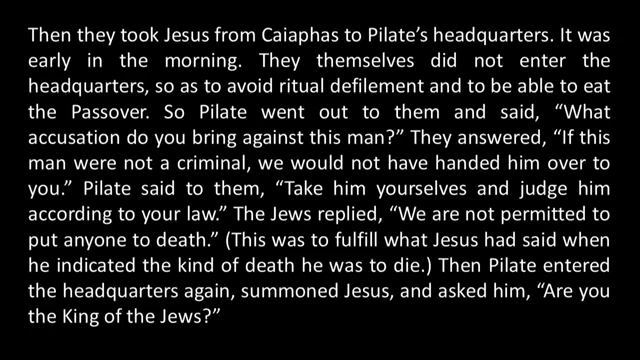 Then they took Jesus from Caiaphas to Pilate’s headquarters. It was
early in the morning. They themselves did not enter the
headquarters, so as to avoid ritual defilement and to be able to eat
the Passover. So Pilate went out to them and said, “What
accusation do you bring against this man?” They answered, “If this
man were not a criminal, we would not have handed him over to
you.” Pilate said to them, “Take him yourselves and judge him
according to your law.” The Jews replied, “We are not permitted to
put anyone to death.” (This was to fulfill what Jesus had said when
he indicated the kind of death he was to die.) Then Pilate entered
the headquarters again, summoned Jesus, and asked him, “Are you
the King of the Jews?”